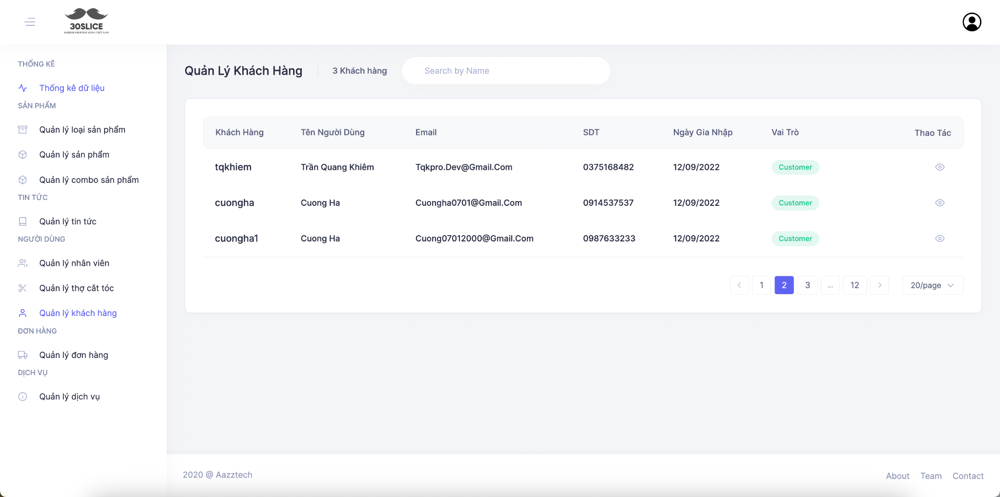 30SLICE
BARBER SHOP ĐẦU HÀNG VIỆT NAM
THỐNG KÊ
Thống kê dữ liệu
SẢN PHẨM
Quản lý loại sản phẩm
Quản lý sản phẩm
Quản lý combo sản phẩm
TIN TỨC
Quản lý tin tức
NGƯỜI DÙNG
Quản lý nhân viên
Quản lý thợ cắt tóc
Quản lý khách hàng
ĐƠN HÀNG
Quản lý đơn hàng
DỊCH VỤ
Quản lý dịch vụ
Quản Lý Khách Hàng 3 Khách hàng Search by Name
Khách Hàng Tên Người Dùng Email SDT Ngày Gia Nhập Vai Trò Thao Tác
tqkhiem Trần Quang Khiêm Tqkpro.Dev@Gmail.Com 0375168482 12/09/2022 Customer
cuongha Cuong Ha Cuongha0701@Gmail.Com 0914537537 12/09/2022 Customer
cuongha1 Cuong Ha Cuong07012000@Gmail.Com 0987633233 12/09/2022 Customer
1 2 3 ... 12 20/page
2020 @ Aazztech About Team Contact